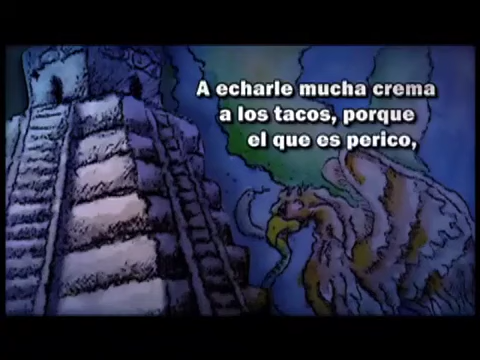 A echarle mucha crema
a los tacos, porque
el que es perico,